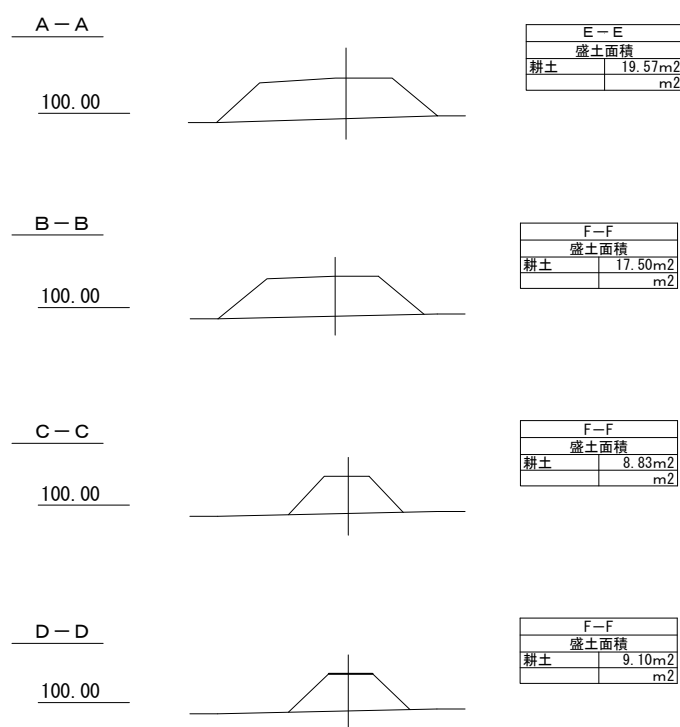 A－A
100.00
E－E
盛土面積
耕土 19.57m2
m2
B－B
100.00
F－F
盛土面積
耕土 17.50m2
m2
C－C
100.00
F－F
盛土面積
耕土 8.83m2
m2
D－D
100.00
F－F
盛土面積
耕土 9.10m2
m2